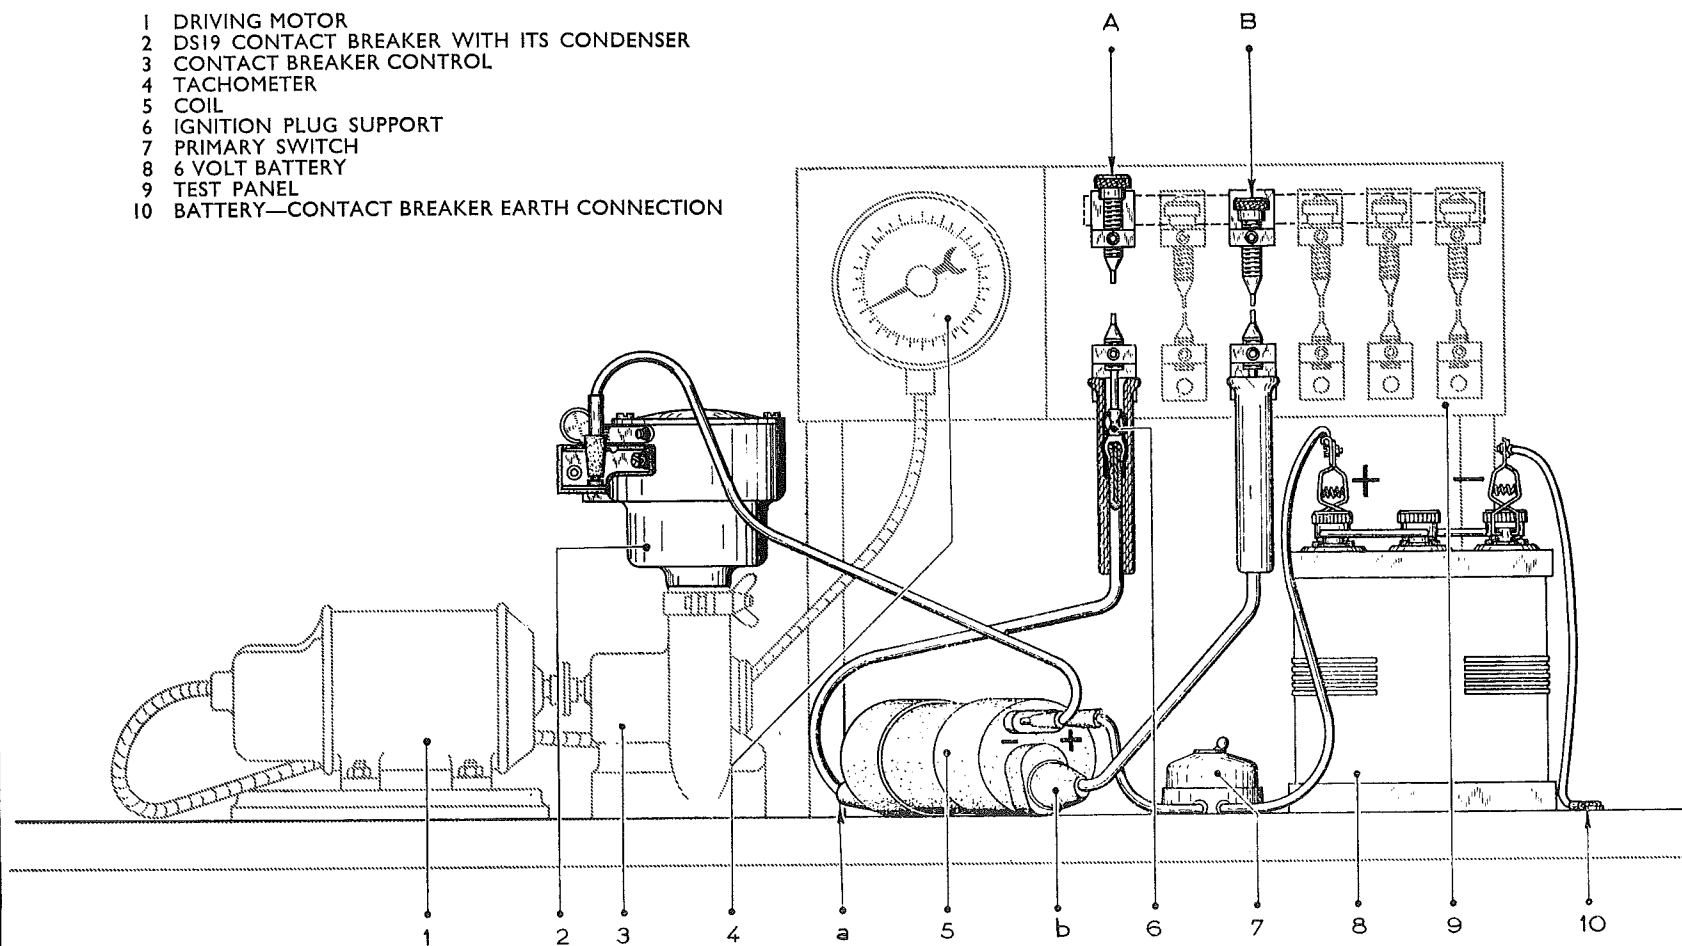 1 DRIVING MOTOR
2 DS19 CONTACT BREAKER WITH ITS CONDENSER
3 CONTACT BREAKER CONTROL
4 TACHOMETER
5 COIL
6 IGNITION PLUG SUPPORT
7 PRIMARY SWITCH
8 6 VOLT BATTERY
9 TEST PANEL
10 BATTERY—CONTACT BREAKER EARTH CONNECTION
A B
+ −
− +
1 2 3 4 a 5 b 6 7 8 9 10